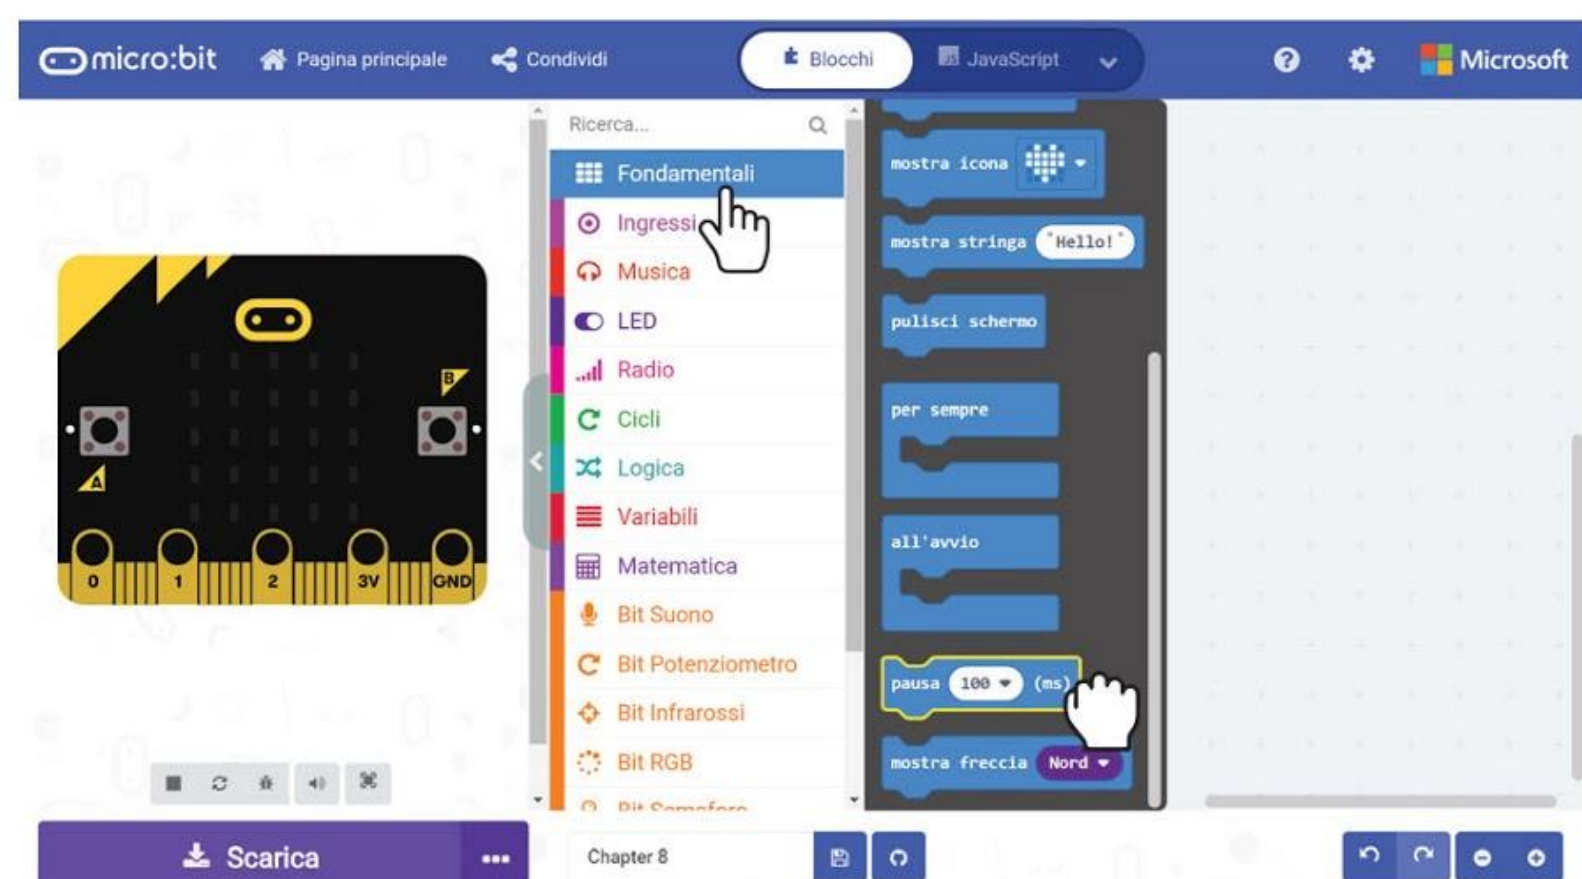 micro:bit
Pagina principale
Condividi
Blocchi
JavaScript
Microsoft
Ricerca...
Fondamentali
Ingressi
Musica
LED
Radio
Cicli
Logica
Variabili
Matematica
Bit Suono
Bit Potenziometro
Bit Infrarossi
Bit RGB
Bit Semaforo
mostra icona
mostra stringa "Hello!"
pulisci schermo
per sempre
all'avvio
pausa 100 (ms)
mostra freccia Nord
B
A
0 1 2 3V GND
Scarica
Chapter 8